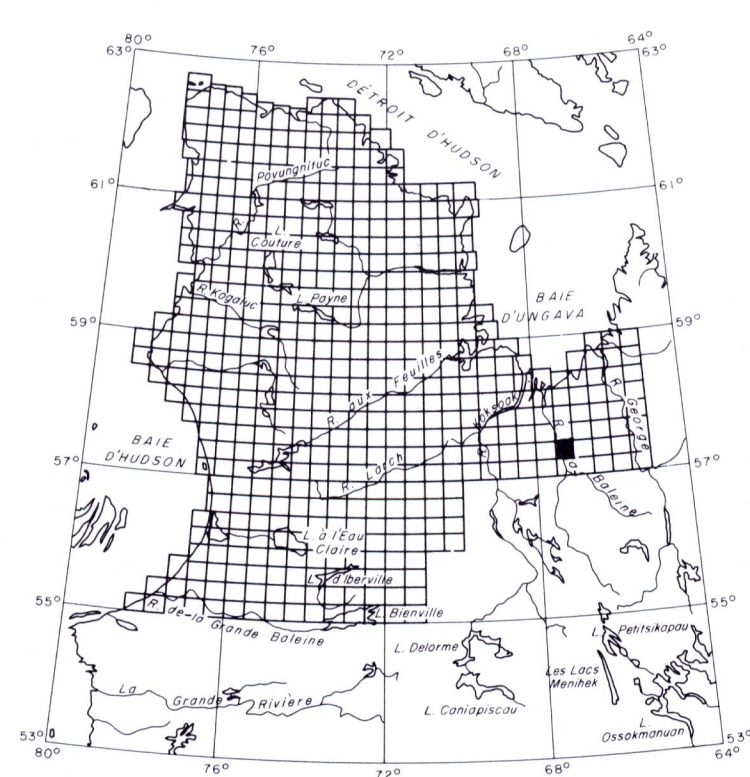 80°
76°
72°
68°
64°
63°
63°
DÉTROIT D'HUDSON
Povungnituc
R.
61°
61°
L.
Couture
R. Kogaluc
L. Payne
BAIE
D'UNGAVA
59°
59°
R. aux Feuilles
Koksoak
R.
R. George
R.
à la
Baleine
BAIE
D'HUDSON
57°
57°
R. Larch
L. à l'Eau
Claire
L. d'Iberville
55°
55°
R. de-la Grande Baleine
L. Bienville
L. Delorme
L. Petitsikapau
Les Lacs
Menihek
La Grande Rivière
L. Caniapiscau
L.
Ossokmanuan
53°
53°
80°
76°
72°
68°
64°